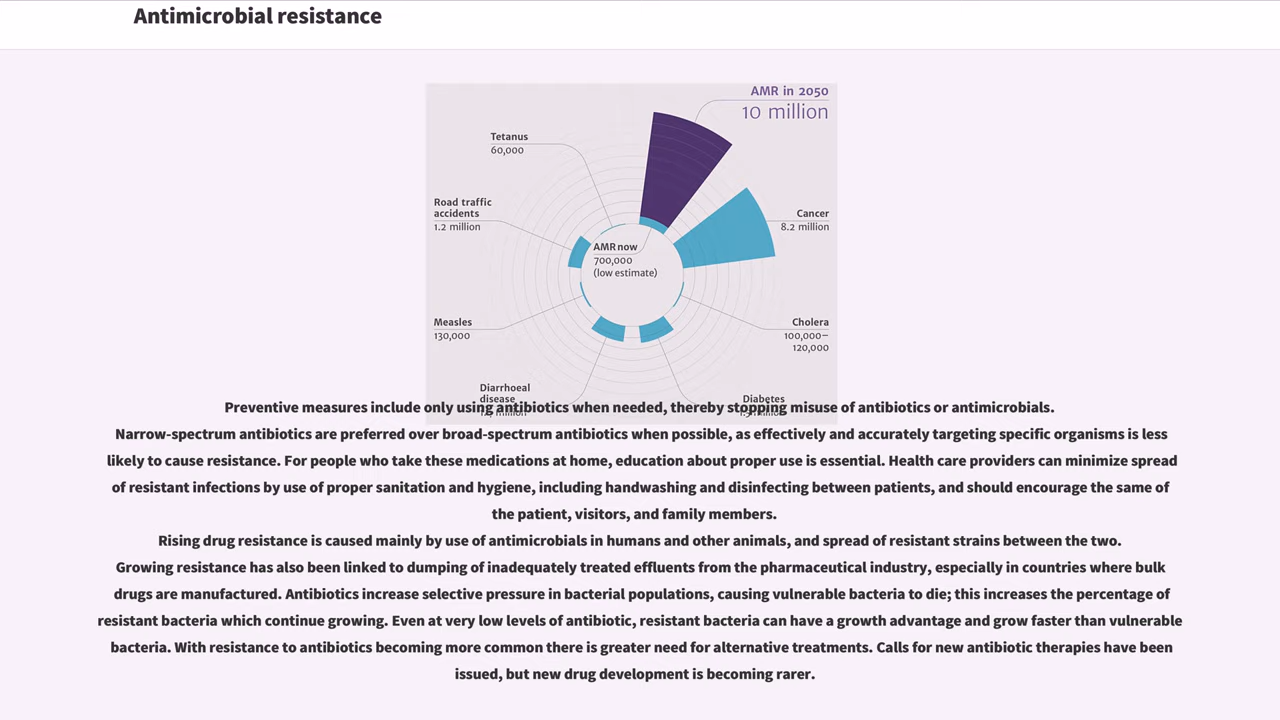 Antimicrobial resistance
AMR in 2050
10 million
Tetanus
60,000
Road traffic
accidents
1.2 million
Cancer
8.2 million
AMR now
700,000
(low estimate)
Measles
130,000
Cholera
100,000–
120,000
Diarrhoeal
disease
million
Diabetes
million
Preventive measures include only using antibiotics when needed, thereby stopping misuse of antibiotics or antimicrobials.
Narrow-spectrum antibiotics are preferred over broad-spectrum antibiotics when possible, as effectively and accurately targeting specific organisms is less
likely to cause resistance. For people who take these medications at home, education about proper use is essential. Health care providers can minimize spread
of resistant infections by use of proper sanitation and hygiene, including handwashing and disinfecting between patients, and should encourage the same of
the patient, visitors, and family members.
Rising drug resistance is caused mainly by use of antimicrobials in humans and other animals, and spread of resistant strains between the two.
Growing resistance has also been linked to dumping of inadequately treated effluents from the pharmaceutical industry, especially in countries where bulk
drugs are manufactured. Antibiotics increase selective pressure in bacterial populations, causing vulnerable bacteria to die; this increases the percentage of
resistant bacteria which continue growing. Even at very low levels of antibiotic, resistant bacteria can have a growth advantage and grow faster than vulnerable
bacteria. With resistance to antibiotics becoming more common there is greater need for alternative treatments. Calls for new antibiotic therapies have been
issued, but new drug development is becoming rarer.